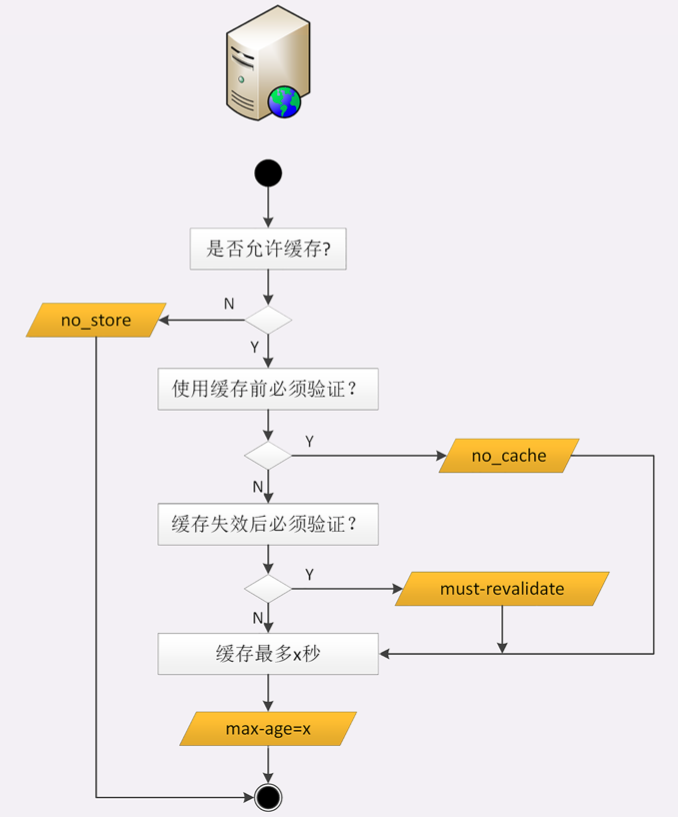 是否允许缓存?
N
no_store
Y
使用缓存前必须验证?
Y
no_cache
N
缓存失效后必须验证?
Y
must-revalidate
N
缓存最多x秒
max-age=x